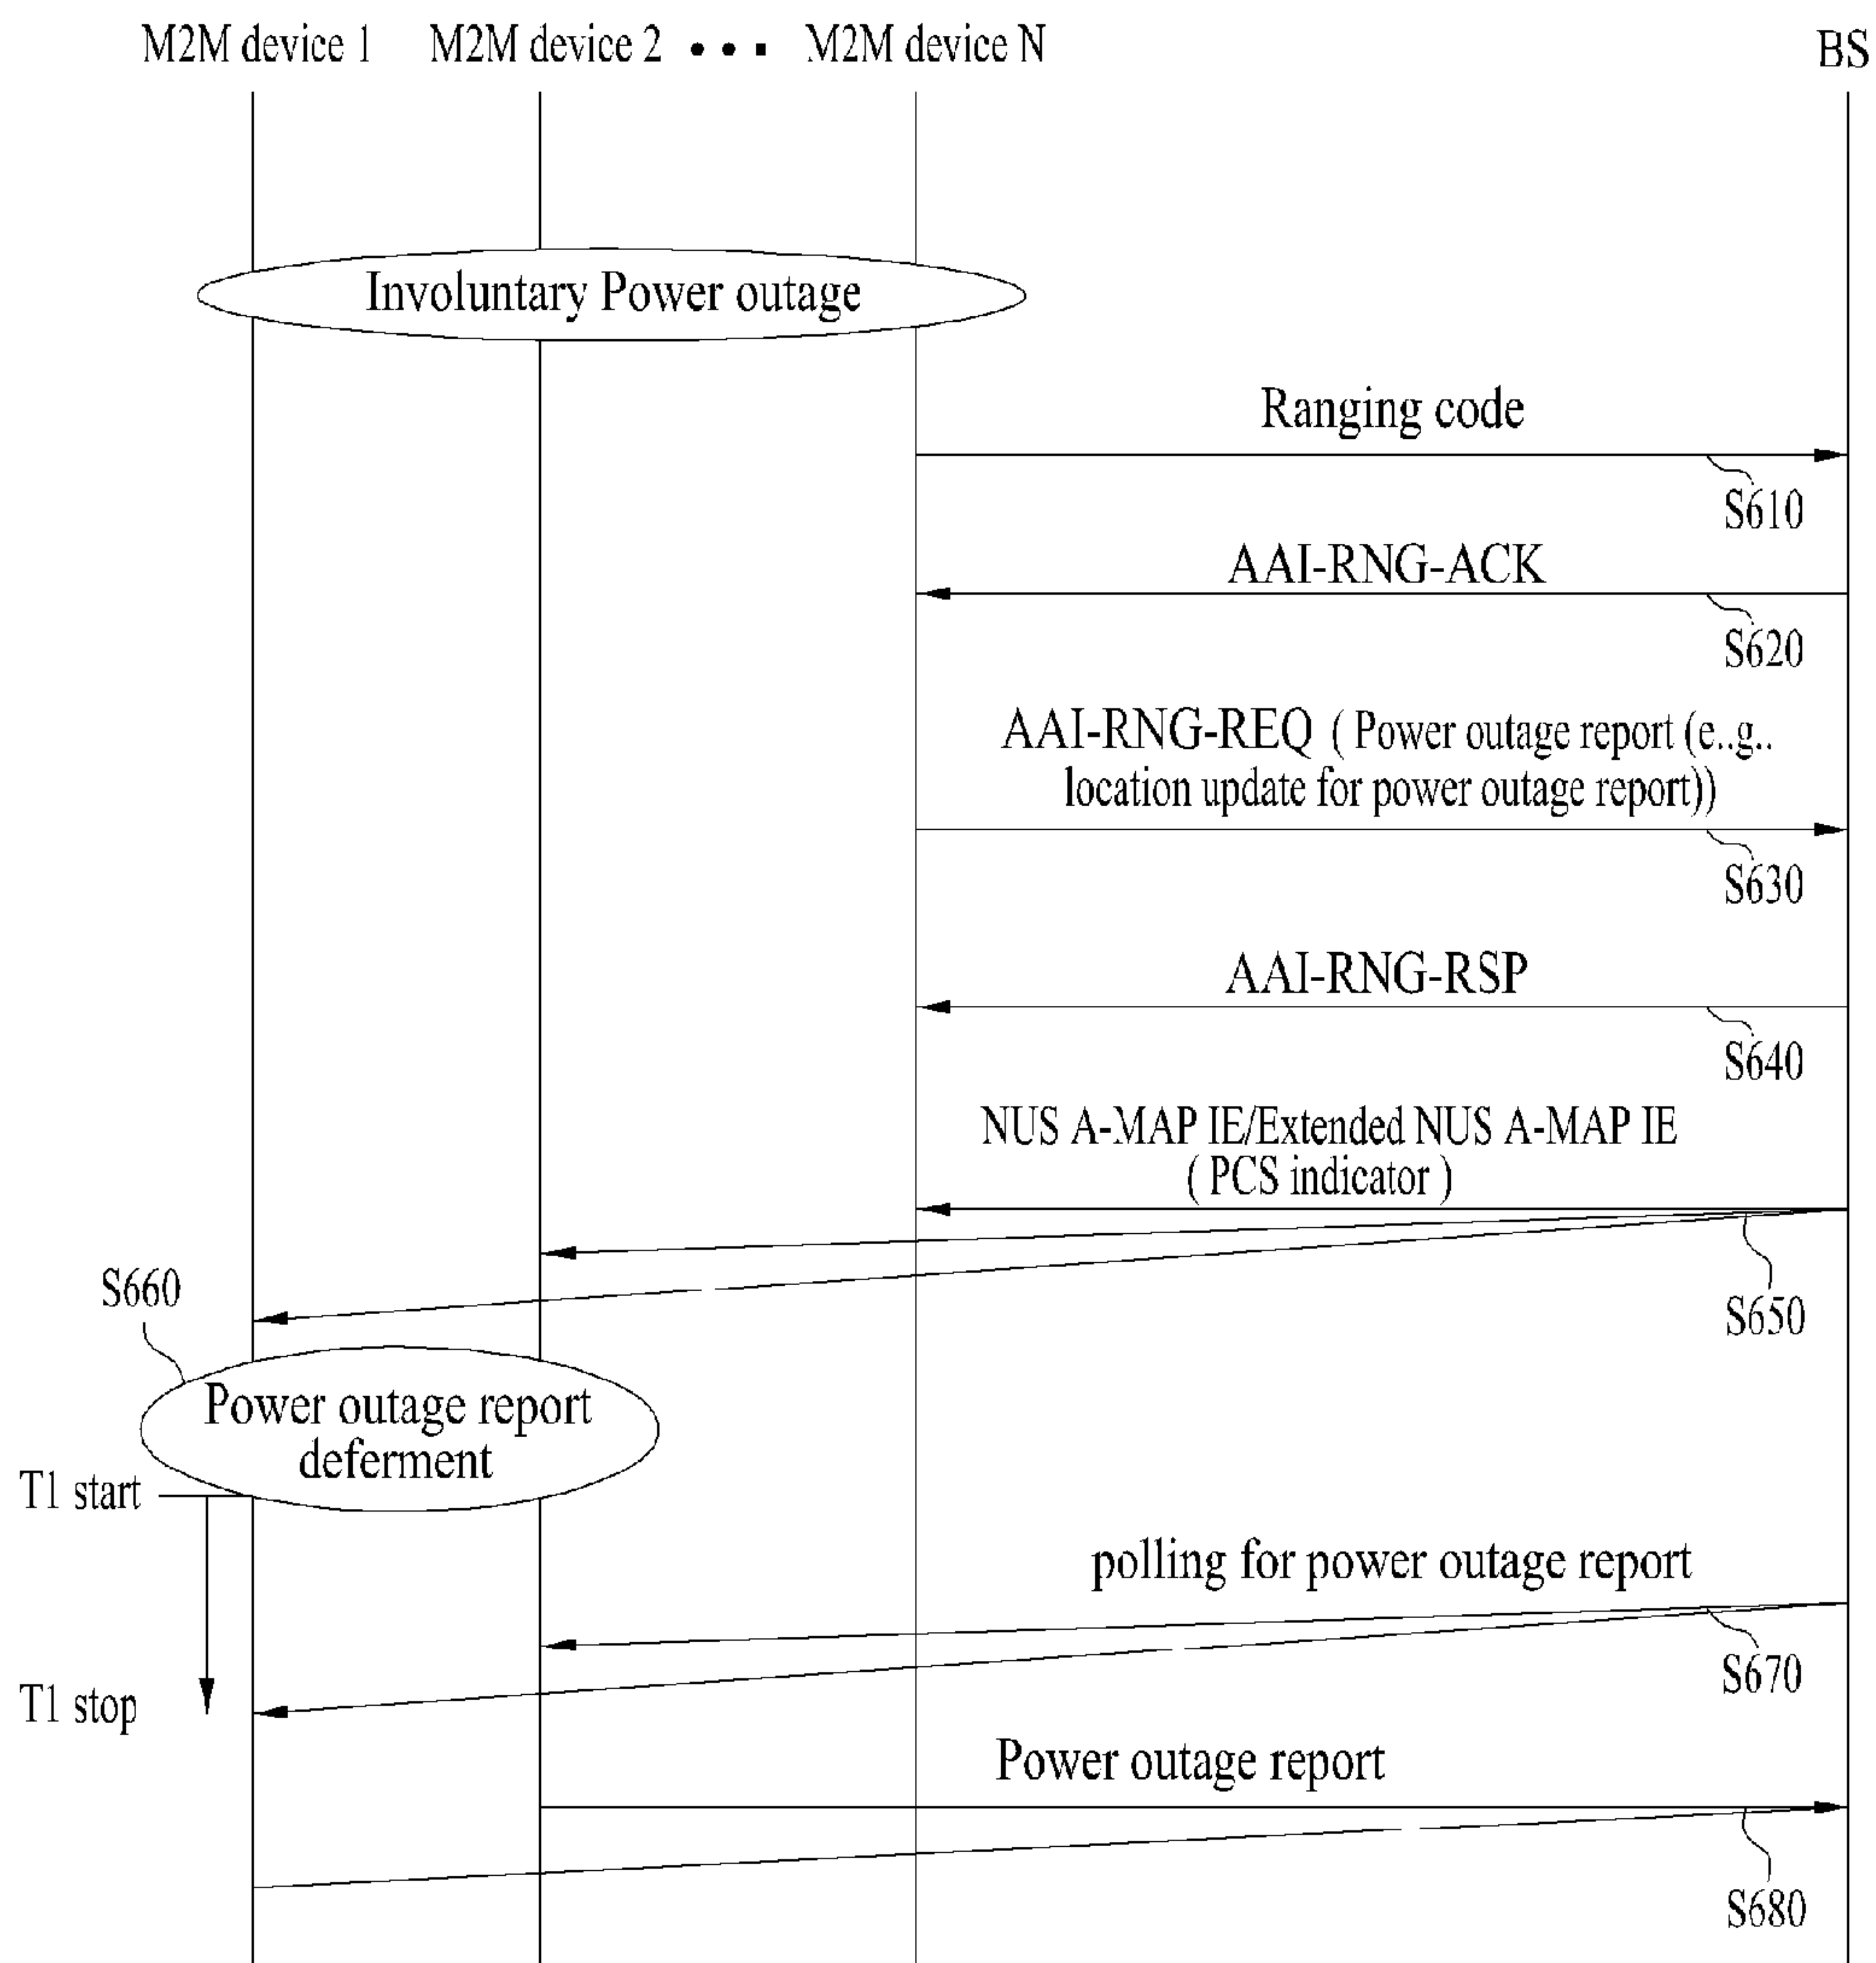 M2M device 1 M2M device 2 • • • M2M device N BS
Involuntary Power outage
Ranging code
S610
AAI-RNG-ACK
S620
AAI-RNG-REQ ( Power outage report (e..g..
location update for power outage report))
S630
AAI-RNG-RSP
S640
NUS A-MAP IE/Extended NUS A-MAP IE
( PCS indicator )
S660
S650
Power outage report
deferment
T1 start
polling for power outage report
S670
T1 stop
Power outage report
S680